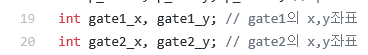 19 int gate1_x, gate1_y; // gate1의 x,y좌표
20 int gate2_x, gate2_y; // gate2의 x,y좌표